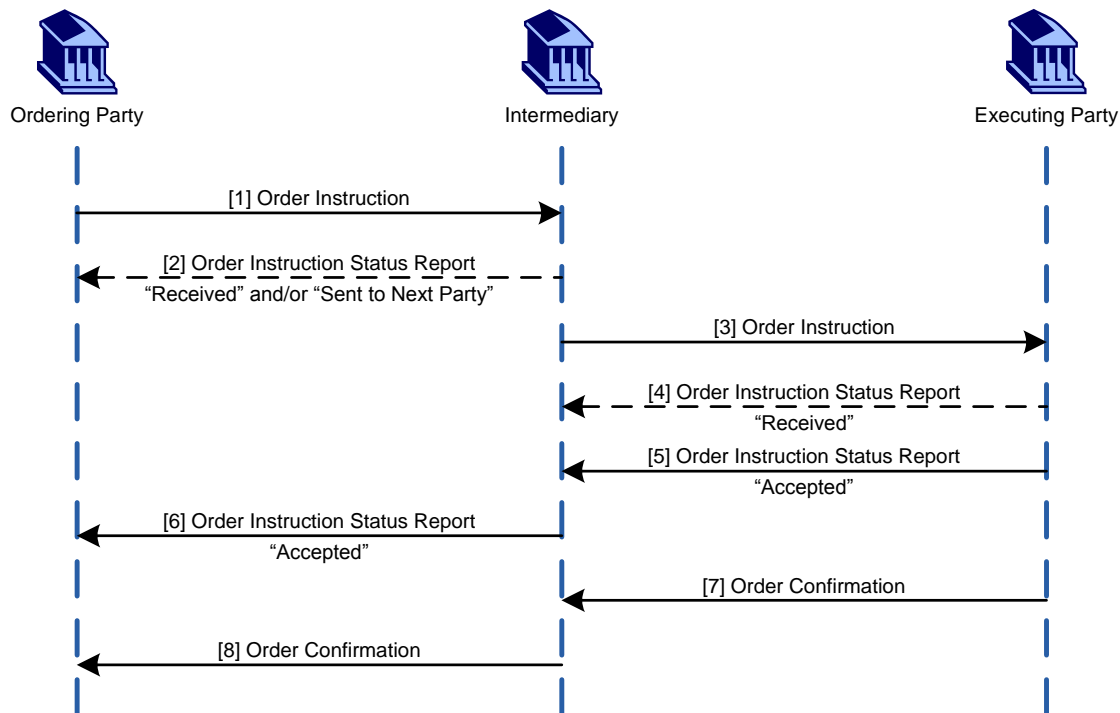 Ordering Party
Intermediary
Executing Party
[1] Order Instruction
[2] Order Instruction Status Report
“Received” and/or “Sent to Next Party”
[3] Order Instruction
[4] Order Instruction Status Report
“Received”
[5] Order Instruction Status Report
“Accepted”
[6] Order Instruction Status Report
“Accepted”
[7] Order Confirmation
[8] Order Confirmation